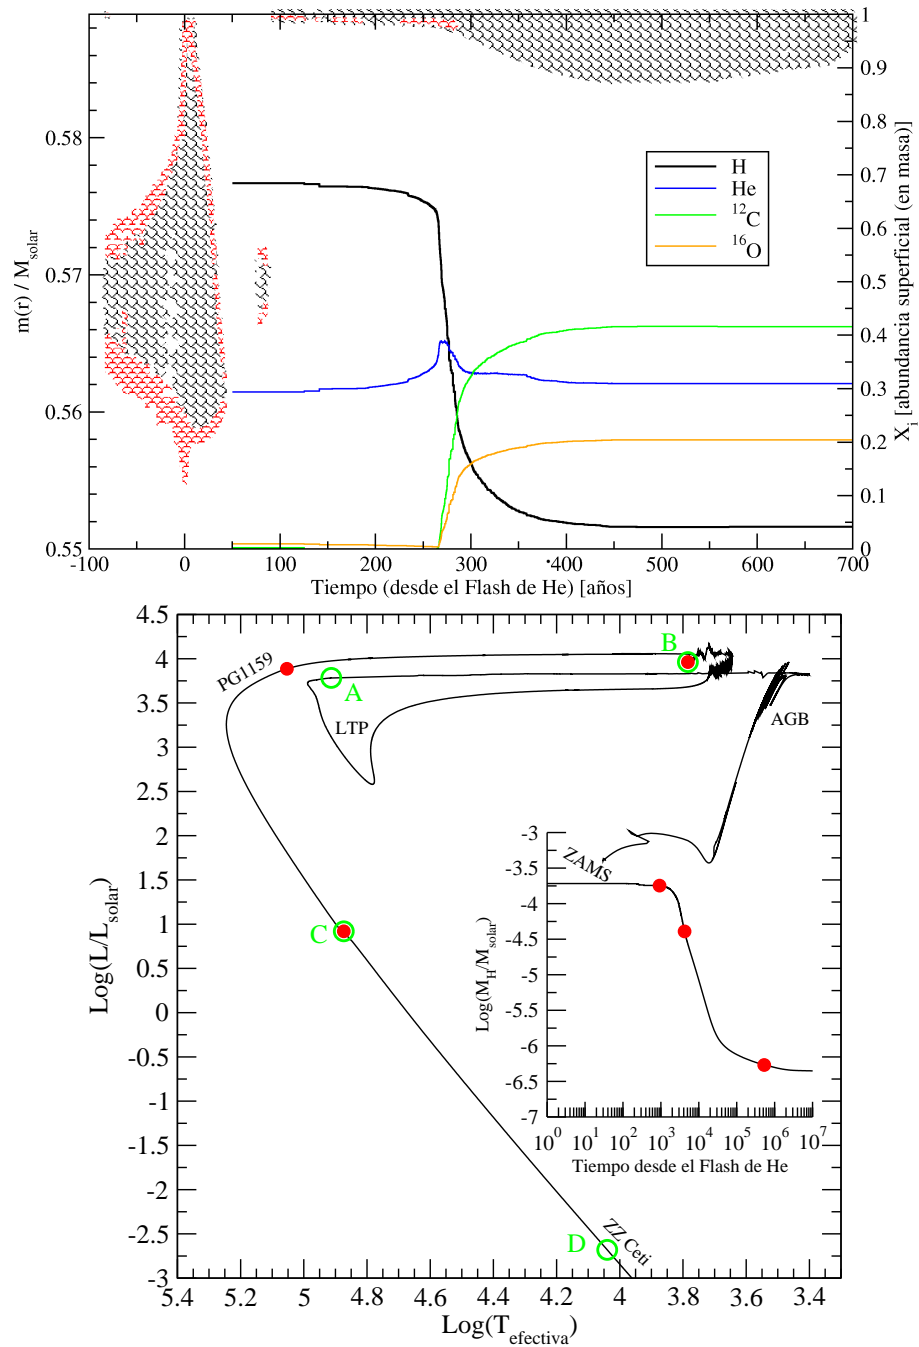 m(r) / M_solar
0.58
0.57
0.56
0.55
1
0.9
0.8
0.7
0.6
0.5
0.4
0.3
0.2
0.1
0
X_i [abundancia superficial (en masa)]
H
He
12C
16O
-100 0 100 200 300 400 500 600 700
Tiempo (desde el Flash de He) [años]
Log(L/L_solar)
4.5
4
3.5
3
2.5
2
1.5
1
0.5
0
-0.5
-1
-1.5
-2
-2.5
-3
PG1159
B
A
LTP
AGB
C
ZAMS
Log(M_H/M_solar)
-3
-3.5
-4
-4.5
-5
-5.5
-6
-6.5
-7
10^0 10^1 10^2 10^3 10^4 10^5 10^6 10^7
Tiempo desde el Flash de He
D
ZZ Ceti
5.4 5.2 5 4.8 4.6 4.4 4.2 4 3.8 3.6 3.4
Log(T_efectiva)